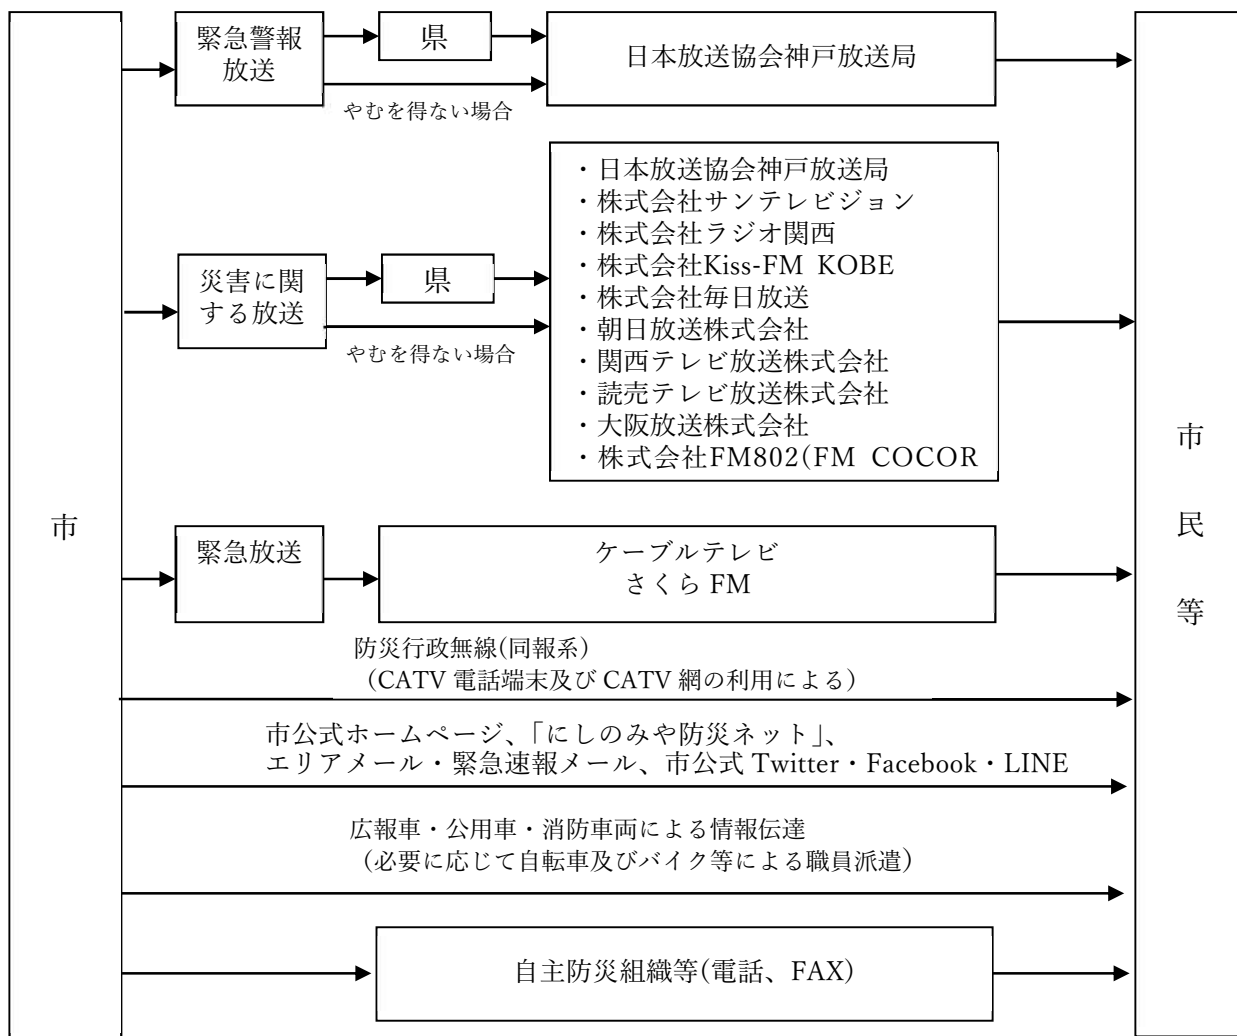 市
緊急警報
放送
県
やむを得ない場合
日本放送協会神戸放送局
災害に関
する放送
県
やむを得ない場合
・日本放送協会神戸放送局
・株式会社サンテレビジョン
・株式会社ラジオ関西
・株式会社Kiss-FM KOBE
・株式会社毎日放送
・朝日放送株式会社
・関西テレビ放送株式会社
・読売テレビ放送株式会社
・大阪放送株式会社
・株式会社FM802(FM COCOR
緊急放送
ケーブルテレビ
さくら FM
防災行政無線(同報系)
（CATV 電話端末及び CATV 網の利用による）
市公式ホームページ、「にしのみや防災ネット」、
エリアメール・緊急速報メール、市公式 Twitter・Facebook・LINE
広報車・公用車・消防車両による情報伝達
（必要に応じて自転車及びバイク等による職員派遣）
自主防災組織等(電話、FAX)
市
民
等